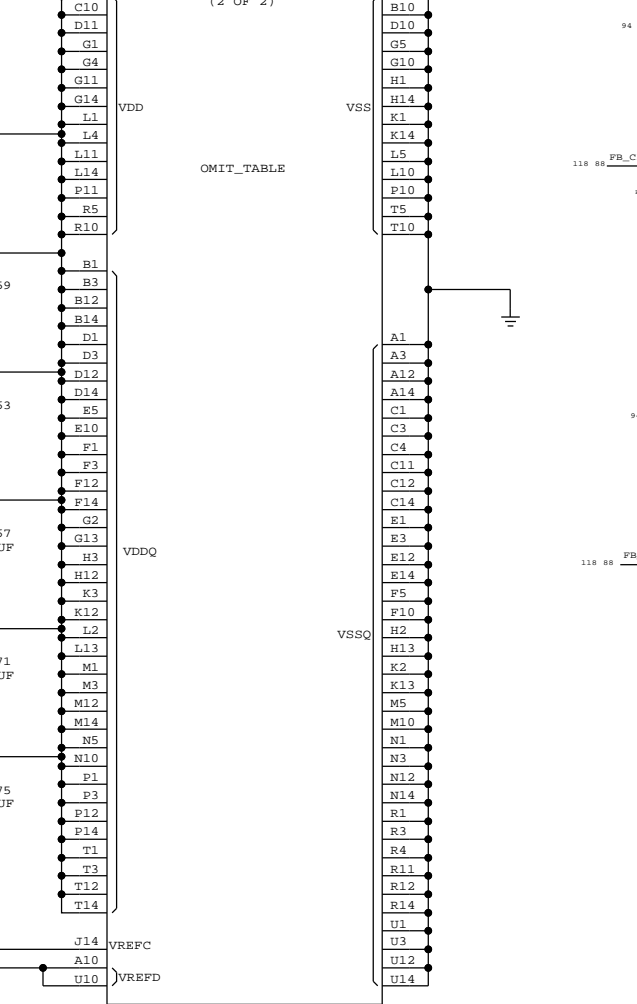 (2 OF 2)
C10
D11
G1
G4
G11
G14
L1
L4
L11
L14
P11
R5
R10
VDD
B1
B3
B12
B14
D1
D3
D12
D14
E5
E10
F1
F3
F12
F14
G2
G13
H3
H12
K3
K12
L2
L13
M1
M3
M12
M14
N5
N10
P1
P3
P12
P14
T1
T3
T12
T14
VDDQ
J14 VREFC
A10
U10 VREFD
OMIT_TABLE
B10
D10
G5
G10
H1
H14
K1
K14
L5
L10
P10
T5
T10
VSS
A1
A3
A12
A14
C1
C3
C4
C11
C12
C14
E1
E3
E12
E14
F5
F10
H2
H13
K2
K13
M5
M10
N1
N3
N12
N14
R1
R3
R4
R11
R12
R14
U1
U3
U12
U14
VSSQ
94
118 88 FB_C
118 88 FB